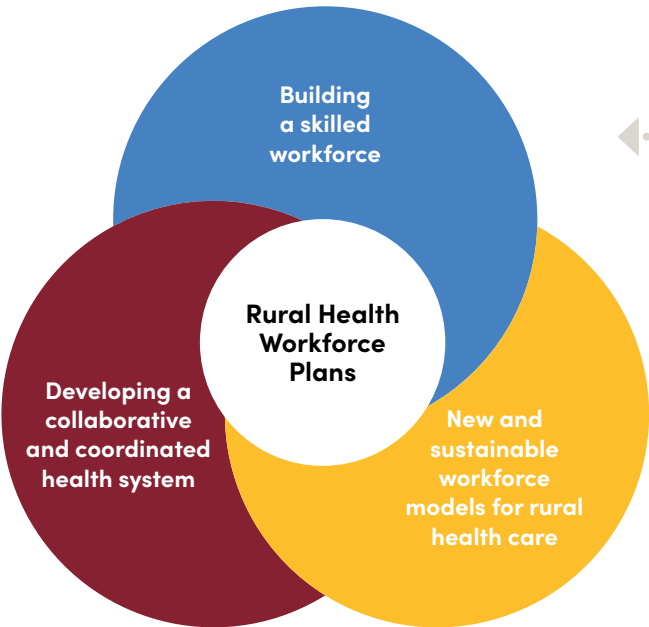 Building
a skilled
workforce
Rural Health
Workforce
Plans
Developing a
collaborative
and coordinated
health system
New and
sustainable
workforce
models for rural
health care